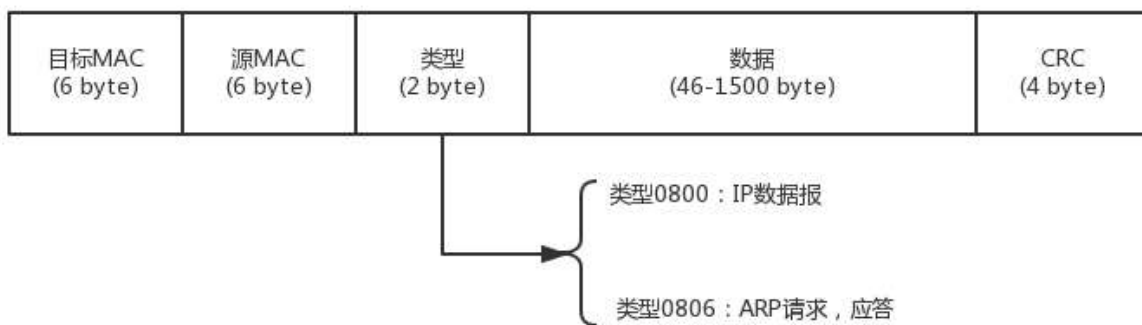 目标MAC
(6 byte)
源MAC
(6 byte)
类型
(2 byte)
数据
(46-1500 byte)
CRC
(4 byte)
类型0800：IP数据报
类型0806：ARP请求，应答